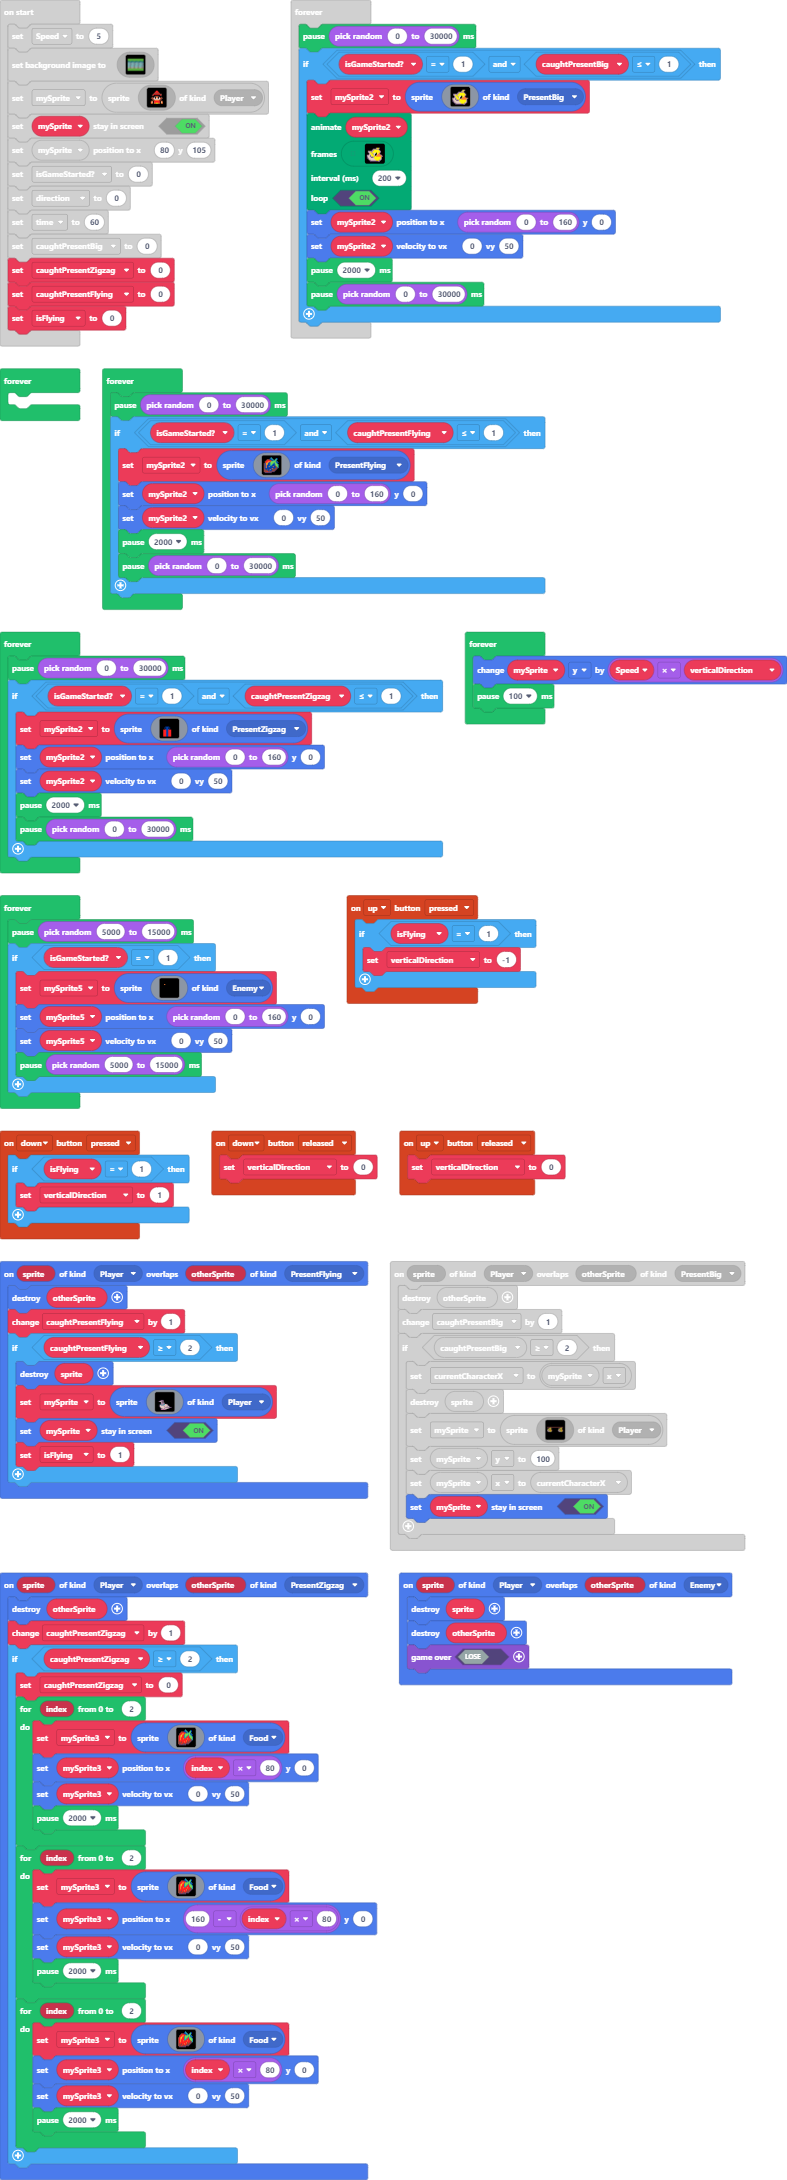 on start
set Speed to 5
set background image to
set mySprite to sprite of kind Player
set mySprite stay in screen ON
set mySprite position to x 80 y 105
set isGameStarted? to 0
set direction to 0
set time to 60
set caughtPresentBig to 0
set caughtPresentZigzag to 0
set caughtPresentFlying to 0
set isFlying to 0
forever
pause pick random 0 to 30000 ms
if isGameStarted? = 1 and caughtPresentBig ≤ 1 then
set mySprite2 to sprite of kind PresentBig
animate mySprite2
frames
interval (ms) 200
loop ON
set mySprite2 position to x pick random 0 to 160 y 0
set mySprite2 velocity to vx 0 vy 50
pause 2000 ms
pause pick random 0 to 30000 ms
forever
forever
pause pick random 0 to 30000 ms
if isGameStarted? = 1 and caughtPresentFlying ≤ 1 then
set mySprite2 to sprite of kind PresentFlying
set mySprite2 position to x pick random 0 to 160 y 0
set mySprite2 velocity to vx 0 vy 50
pause 2000 ms
pause pick random 0 to 30000 ms
forever
pause pick random 0 to 30000 ms
if isGameStarted? = 1 and caughtPresentZigzag ≤ 1 then
set mySprite2 to sprite of kind PresentZigzag
set mySprite2 position to x pick random 0 to 160 y 0
set mySprite2 velocity to vx 0 vy 50
pause 2000 ms
pause pick random 0 to 30000 ms
forever
change mySprite y by Speed × verticalDirection
pause 100 ms
forever
pause pick random 5000 to 15000 ms
if isGameStarted? = 1 then
set mySprite5 to sprite of kind Enemy
set mySprite5 position to x pick random 0 to 160 y 0
set mySprite5 velocity to vx 0 vy 50
pause pick random 5000 to 15000 ms
on up button pressed
if isFlying = 1 then
set verticalDirection to -1
on down button pressed
if isFlying = 1 then
set verticalDirection to 1
on down button released
set verticalDirection to 0
on up button released
set verticalDirection to 0
on sprite of kind Player overlaps otherSprite of kind PresentFlying
destroy otherSprite
change caughtPresentFlying by 1
if caughtPresentFlying ≥ 2 then
destroy sprite
set mySprite to sprite of kind Player
set mySprite stay in screen ON
set isFlying to 1
on sprite of kind Player overlaps otherSprite of kind PresentBig
destroy otherSprite
change caughtPresentBig by 1
if caughtPresentBig ≥ 2 then
set currentCharacterX to mySprite x
destroy sprite
set mySprite to sprite of kind Player
set mySprite y to 100
set mySprite x to currentCharacterX
set mySprite stay in screen ON
on sprite of kind Player overlaps otherSprite of kind PresentZigzag
destroy otherSprite
change caughtPresentZigzag by 1
if caughtPresentZigzag ≥ 2 then
set caughtPresentZigzag to 0
for index from 0 to 2
do
set mySprite3 to sprite of kind Food
set mySprite3 position to x index × 80 y 0
set mySprite3 velocity to vx 0 vy 50
pause 2000 ms
for index from 0 to 2
do
set mySprite3 to sprite of kind Food
set mySprite3 position to x 160 - index × 80 y 0
set mySprite3 velocity to vx 0 vy 50
pause 2000 ms
for index from 0 to 2
do
set mySprite3 to sprite of kind Food
set mySprite3 position to x index × 80 y 0
set mySprite3 velocity to vx 0 vy 50
pause 2000 ms
on sprite of kind Player overlaps otherSprite of kind Enemy
destroy sprite
destroy otherSprite
game over LOSE